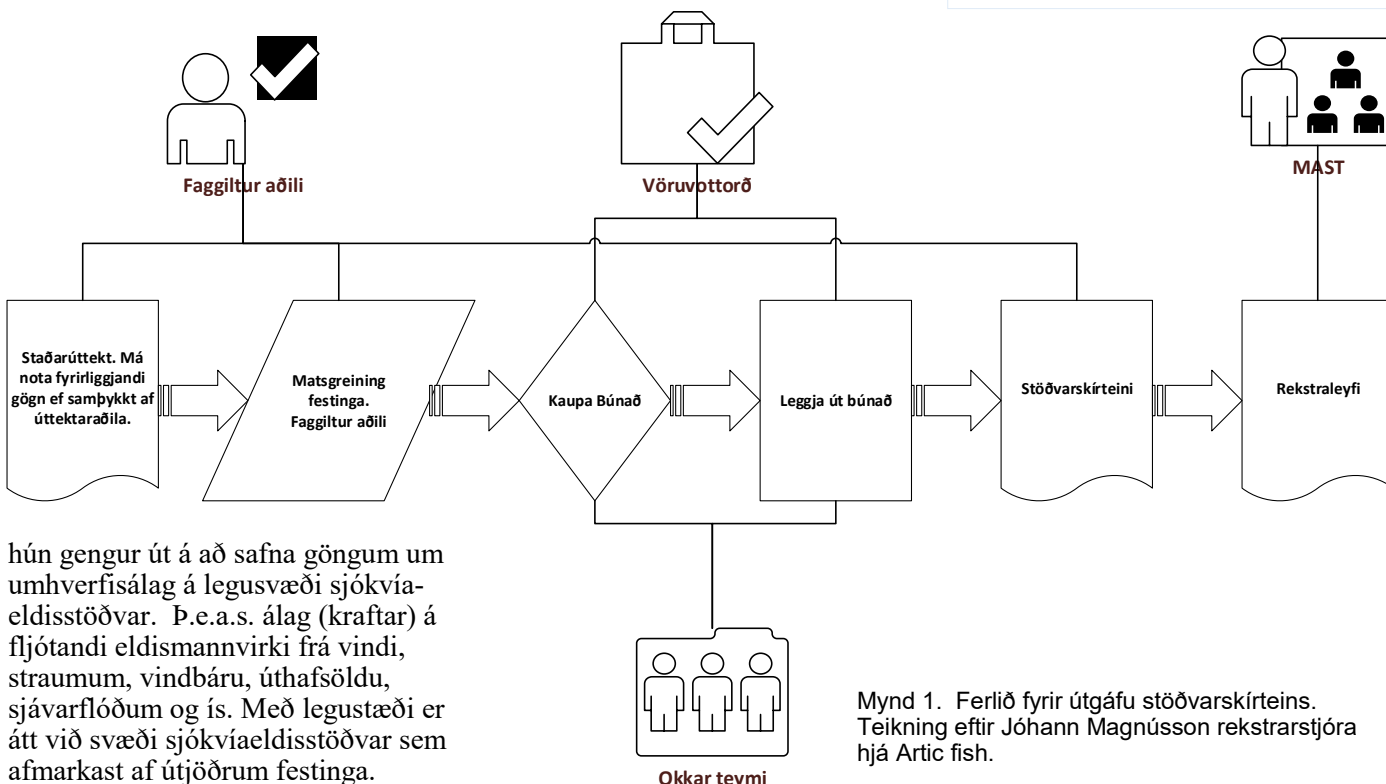 Faggiltur aðili
Vöruvottorð
MAST
Staðarúttekt. Má
nota fyrirliggjandi
gögn ef samþykkt af
úttektaraðila.
Matsgreining
festinga.
Faggiltur aðili
Kaupa Búnað
Leggja út búnað
Stöðvarskírteini
Rekstraleyfi
hún gengur út á að safna göngum um
umhverfisálag á legusvæði sjókvía-
eldisstöðvar. Þ.e.a.s. álag (kraftar) á
fljótandi eldismannvirki frá vindi,
straumum, vindbáru, úthafsöldu,
sjávarflóðum og ís. Með legustæði er
átt við svæði sjókvíaeldisstöðvar sem
afmarkast af útjöðrum festinga.
Okkar teymi
Mynd 1. Ferlið fyrir útgáfu stöðvarskírteins.
Teikning eftir Jóhann Magnússon rekstrarstjóra
hjá Artic fish.